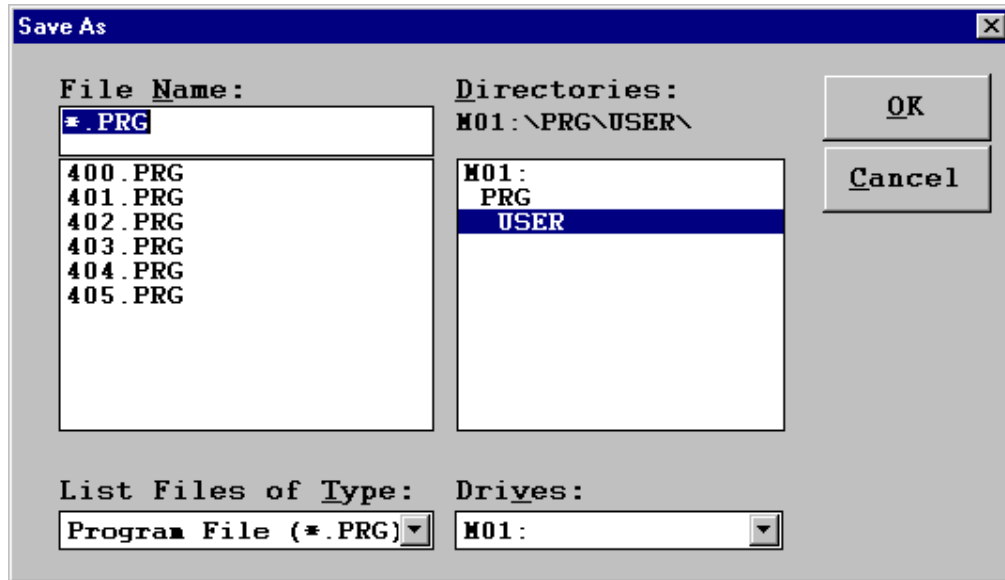 Save As
File Name:
*.PRG
400.PRG
401.PRG
402.PRG
403.PRG
404.PRG
405.PRG
Directories:
M01:\PRG\USER\
M01:
PRG
USER
OK
Cancel
List Files of Type:
Program File (*.PRG)
Drives:
M01: